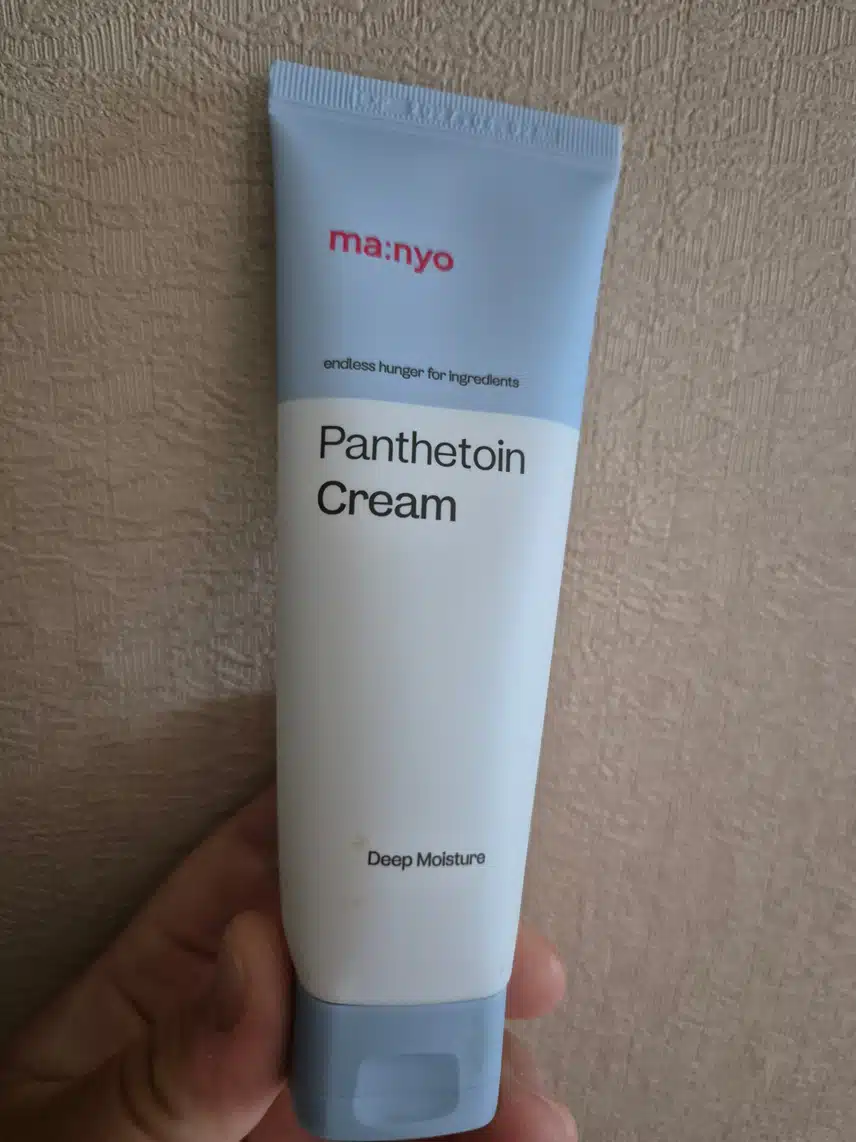 ma:nyo
endless hunger for ingredients
Panthetoin
Cream
Deep Moisture